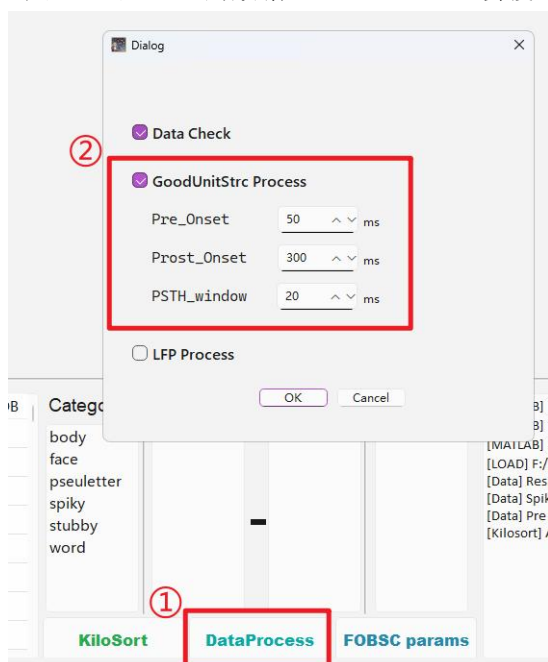 Dialog
Data Check
②
GoodUnitStrc Process
Pre_Onset 50 ms
Prost_Onset 300 ms
PSTH_window 20 ms
LFP Process
OK Cancel
body
face
pseuletter
spiky
stubby
word
[MATLAB]
[LOAD] F:/
[Data] Res
[Data] Spik
[Data] Pre
[Kilosort]
①
KiloSort DataProcess FOBSC params